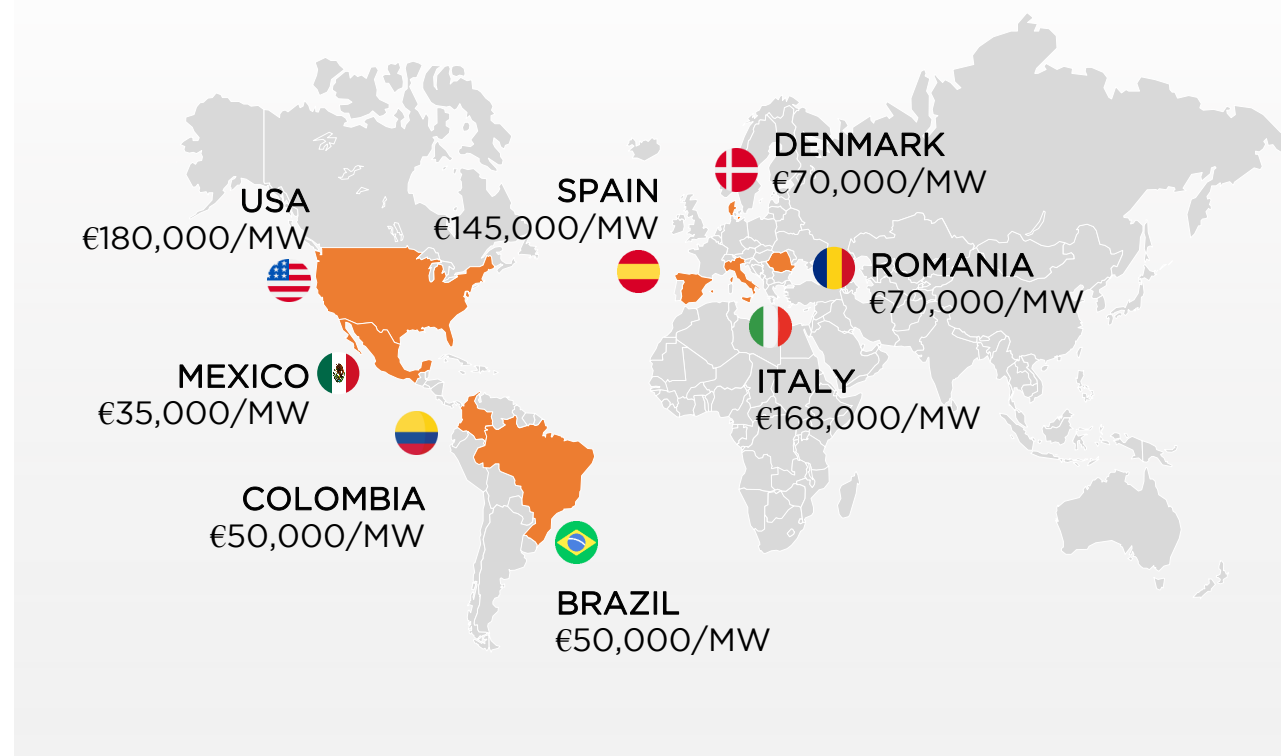 DENMARK
€70,000/MW
SPAIN
€145,000/MW
USA
€180,000/MW
ROMANIA
€70,000/MW
MEXICO
€35,000/MW
ITALY
€168,000/MW
COLOMBIA
€50,000/MW
BRAZIL
€50,000/MW